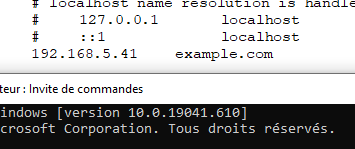 # localhost name resolution is handle
# 127.0.0.1 localhost
# ::1 localhost
192.168.5.41 example.com
teur : Invite de commandes
indows [version 10.0.19041.610]
crosoft Corporation. Tous droits réservés.